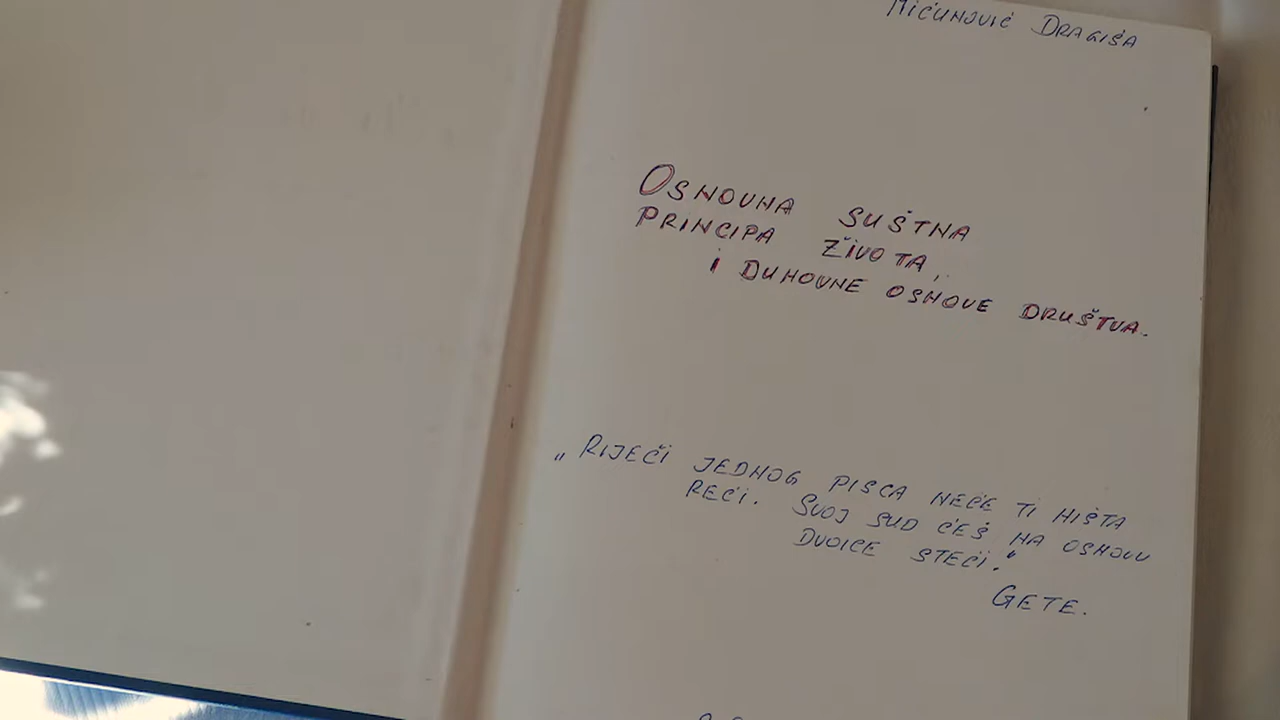 MIĆUNOVIĆ DRAGIŠA
OSNOVNA SUŠTNA
PRINCIPA ŽIVOTA,
I DUHOVNE OSNOVE DRUŠTVA.
„RIJEČI JEDNOG PISCA NEĆE TI NIŠTA
REĆI. SVOJ SUD ĆEŠ NA OSNOVU
DVOICE STEĆI."
GETE.